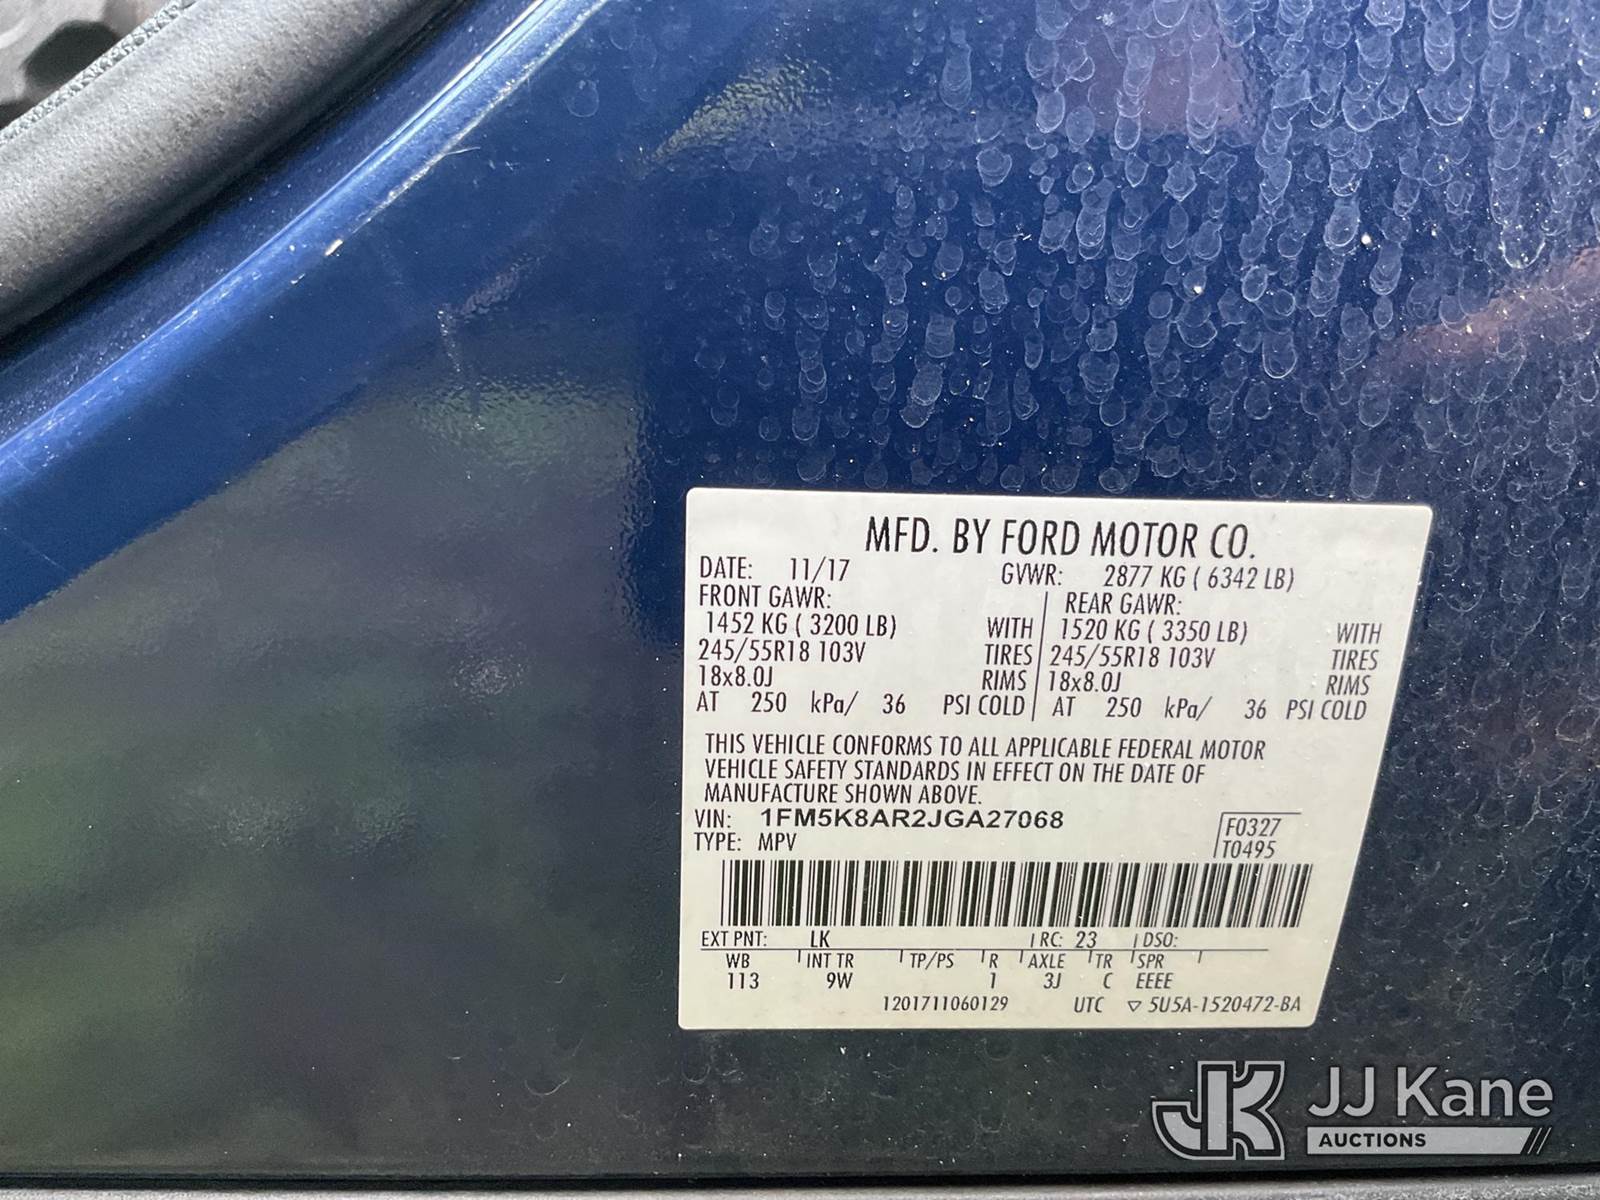 MFD. BY FORD MOTOR CO.
DATE: 11/17 GVWR: 2877 KG ( 6342 LB)
FRONT GAWR: REAR GAWR:
1452 KG ( 3200 LB) WITH 1520 KG ( 3350 LB) WITH
245/55R18 103V TIRES 245/55R18 103V TIRES
18x8.0J RIMS 18x8.0J RIMS
AT 250 kPa/ 36 PSI COLD AT 250 kPa/ 36 PSI COLD
THIS VEHICLE CONFORMS TO ALL APPLICABLE FEDERAL MOTOR
VEHICLE SAFETY STANDARDS IN EFFECT ON THE DATE OF
MANUFACTURE SHOWN ABOVE.
VIN: 1FM5K8AR2JGA27068 F0327
TYPE: MPV T0495
EXT PNT: LK RC: 23 DSO:
WB INT TR TP/PS R AXLE TR SPR
113 9W 1 3J C EEEE
1201711060129 UTC ▽ 5U5A-1520472-BA
JK JJ Kane
AUCTIONS